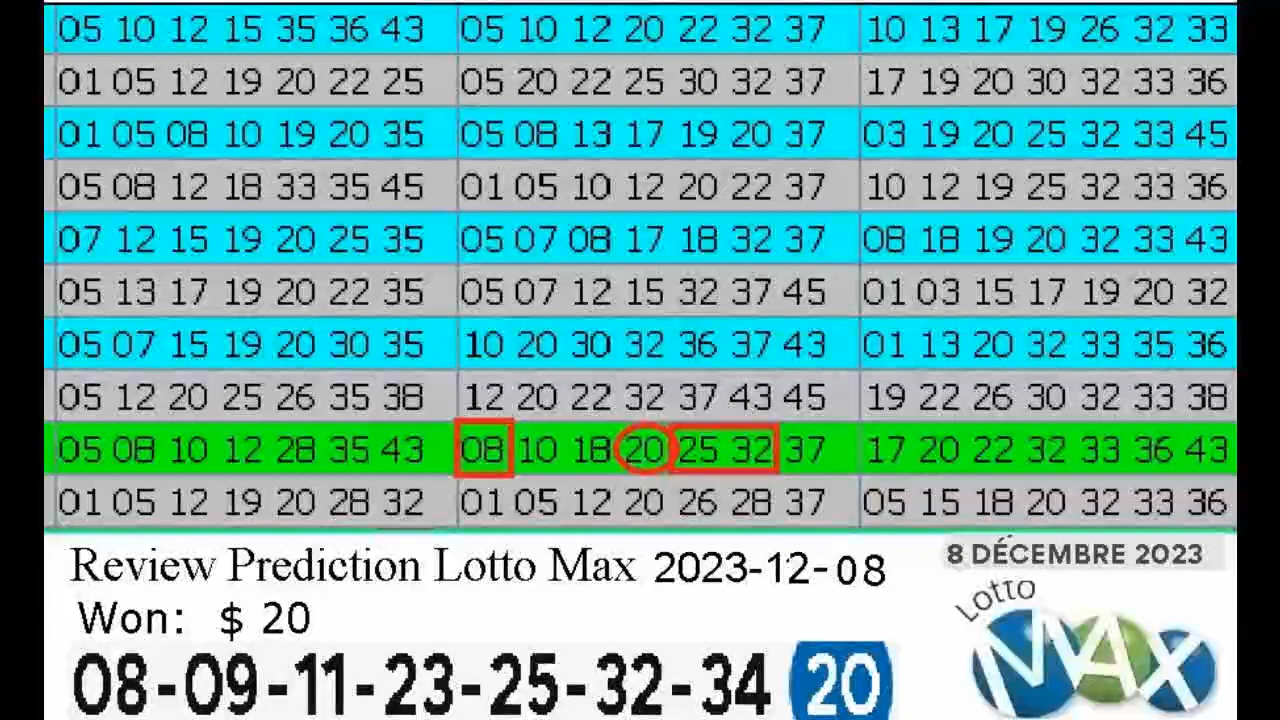 05 10 12 15 35 36 43 05 10 12 20 22 32 37 10 13 17 19 26 32 33
01 05 12 19 20 22 25 05 20 22 25 30 32 37 17 19 20 30 32 33 36
01 05 08 10 19 20 35 05 08 13 17 19 20 37 03 19 20 25 32 33 45
05 08 12 18 33 35 45 01 05 10 12 20 22 37 10 12 19 25 32 33 36
07 12 15 19 20 25 35 05 07 08 17 18 32 37 08 18 19 20 32 33 43
05 13 17 19 20 22 35 05 07 12 15 32 37 45 01 03 15 17 19 20 32
05 07 15 19 20 30 35 10 20 30 32 36 37 43 01 13 20 32 33 35 36
05 12 20 25 26 35 38 12 20 22 32 37 43 45 19 22 26 30 32 33 38
05 08 10 12 28 35 43 08 10 18 20 25 32 37 17 20 22 32 33 36 43
01 05 12 19 20 28 32 01 05 12 20 26 28 37 05 15 18 20 32 33 36
Review Prediction Lotto Max 2023-12-08
8 DÉCEMBRE 2023
Won: $ 20
Lotto
MAX
08-09-11-23-25-32-34 20